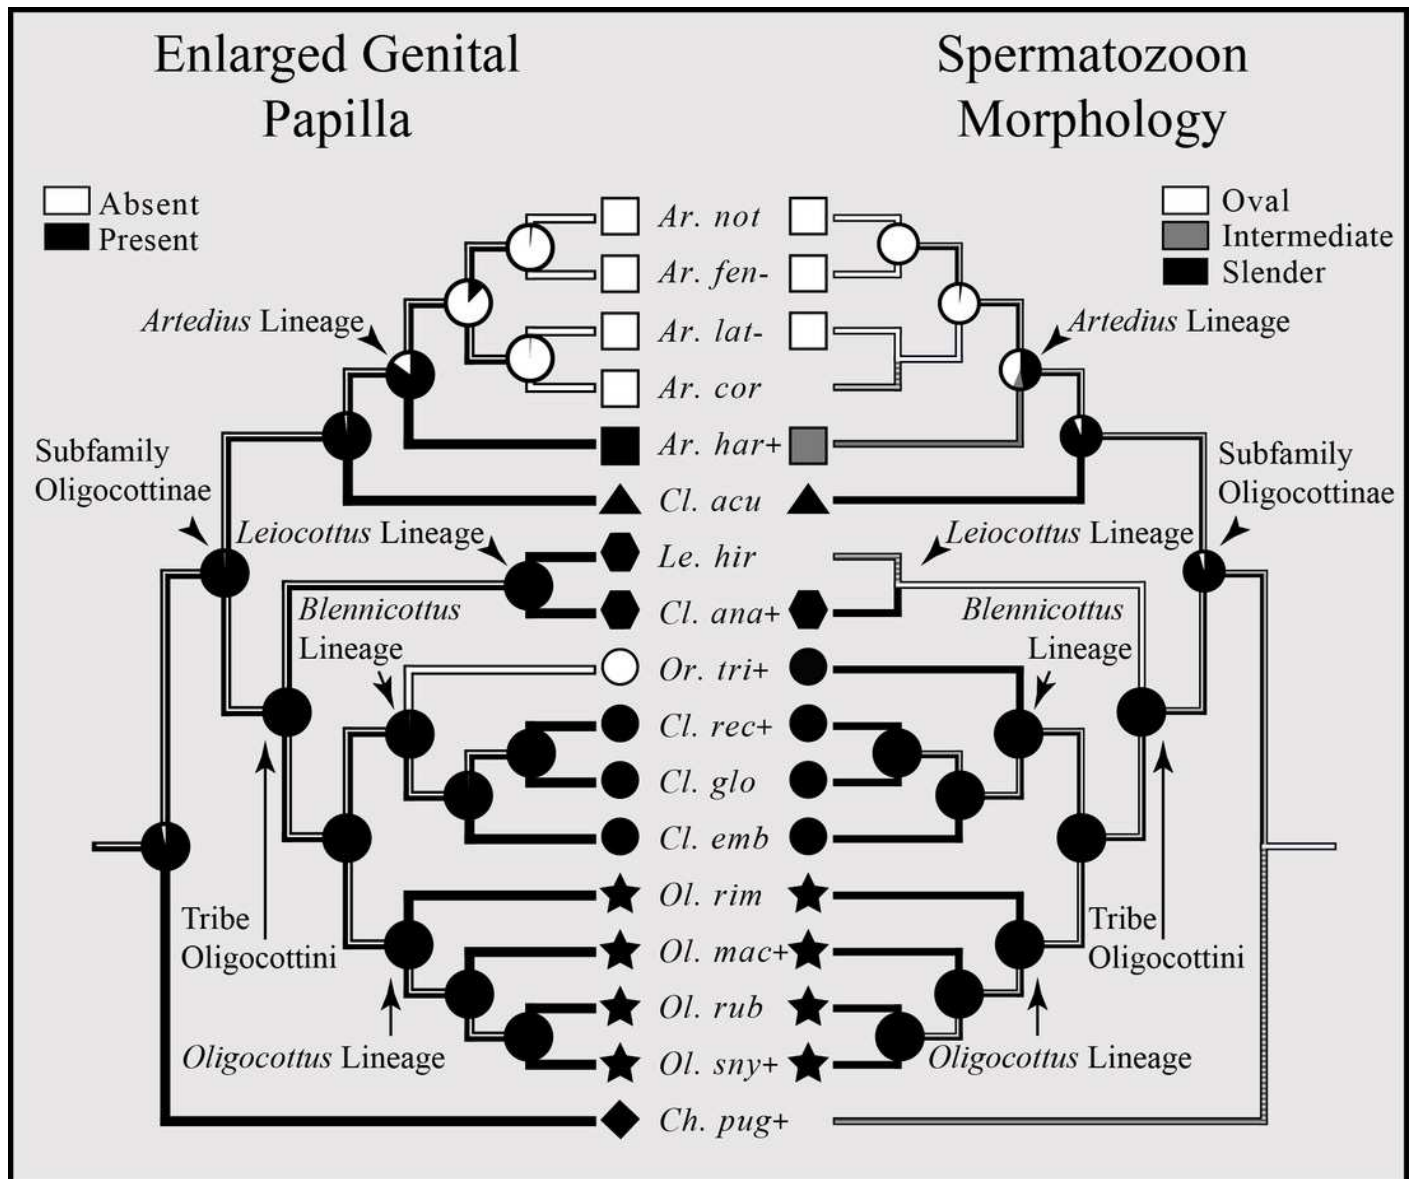 Enlarged Genital
Papilla
Absent
Present
Spermatozoon
Morphology
Oval
Intermediate
Slender
Ar. not
Ar. fen-
Ar. lat-
Ar. cor
Ar. har+
Cl. acu
Le. hir
Cl. ana+
Or. tri+
Cl. rec+
Cl. glo
Cl. emb
Ol. rim
Ol. mac+
Ol. rub
Ol. sny+
Ch. pug+
Artedius Lineage
Subfamily
Oligocottinae
Leiocottus Lineage
Blennicottus
Lineage
Tribe
Oligocottini
Oligocottus Lineage
Artedius Lineage
Subfamily
Oligocottinae
Leiocottus Lineage
Blennicottus
Lineage
Tribe
Oligocottini
Oligocottus Lineage